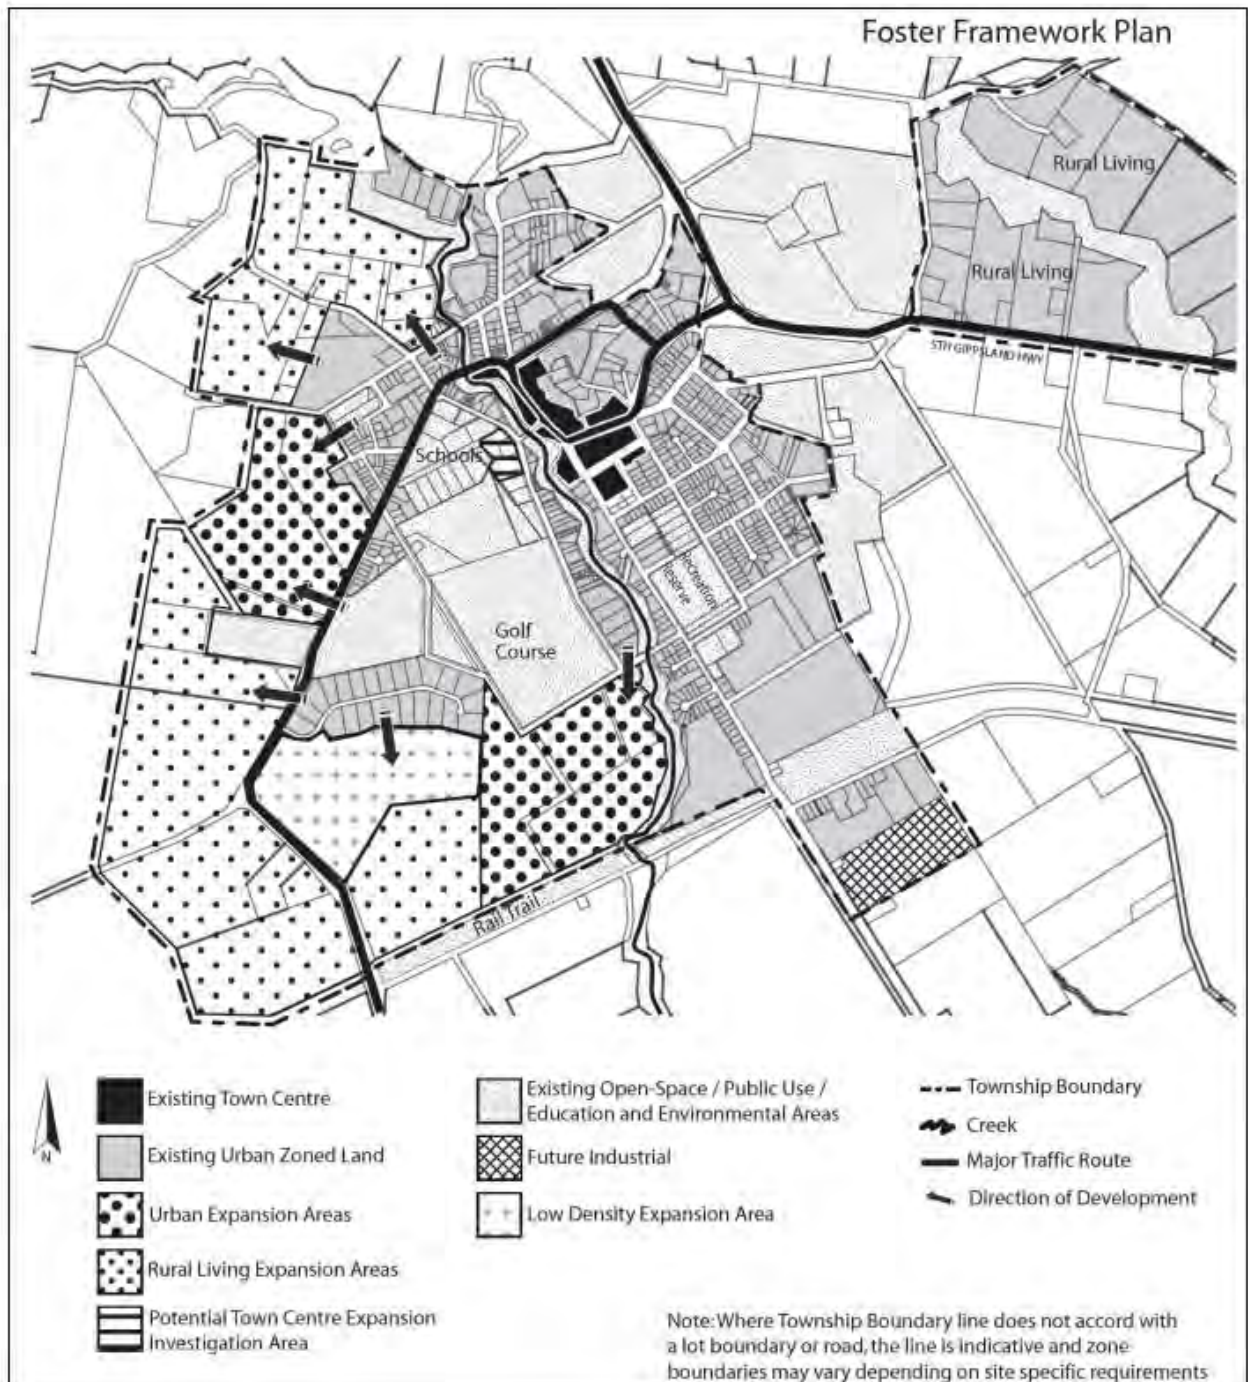 Foster Framework Plan
Rural Living
Rural Living
STH GIPPSLAND HWY
Schools
Recreation
Reserve
Golf
Course
Rail Trail
Existing Town Centre
Existing Urban Zoned Land
Urban Expansion Areas
Rural Living Expansion Areas
Potential Town Centre Expansion
Investigation Area
Existing Open-Space / Public Use /
Education and Environmental Areas
Future Industrial
Low Density Expansion Area
Township Boundary
Creek
Major Traffic Route
Direction of Development
N
Note: Where Township Boundary line does not accord with
a lot boundary or road, the line is indicative and zone
boundaries may vary depending on site specific requirements